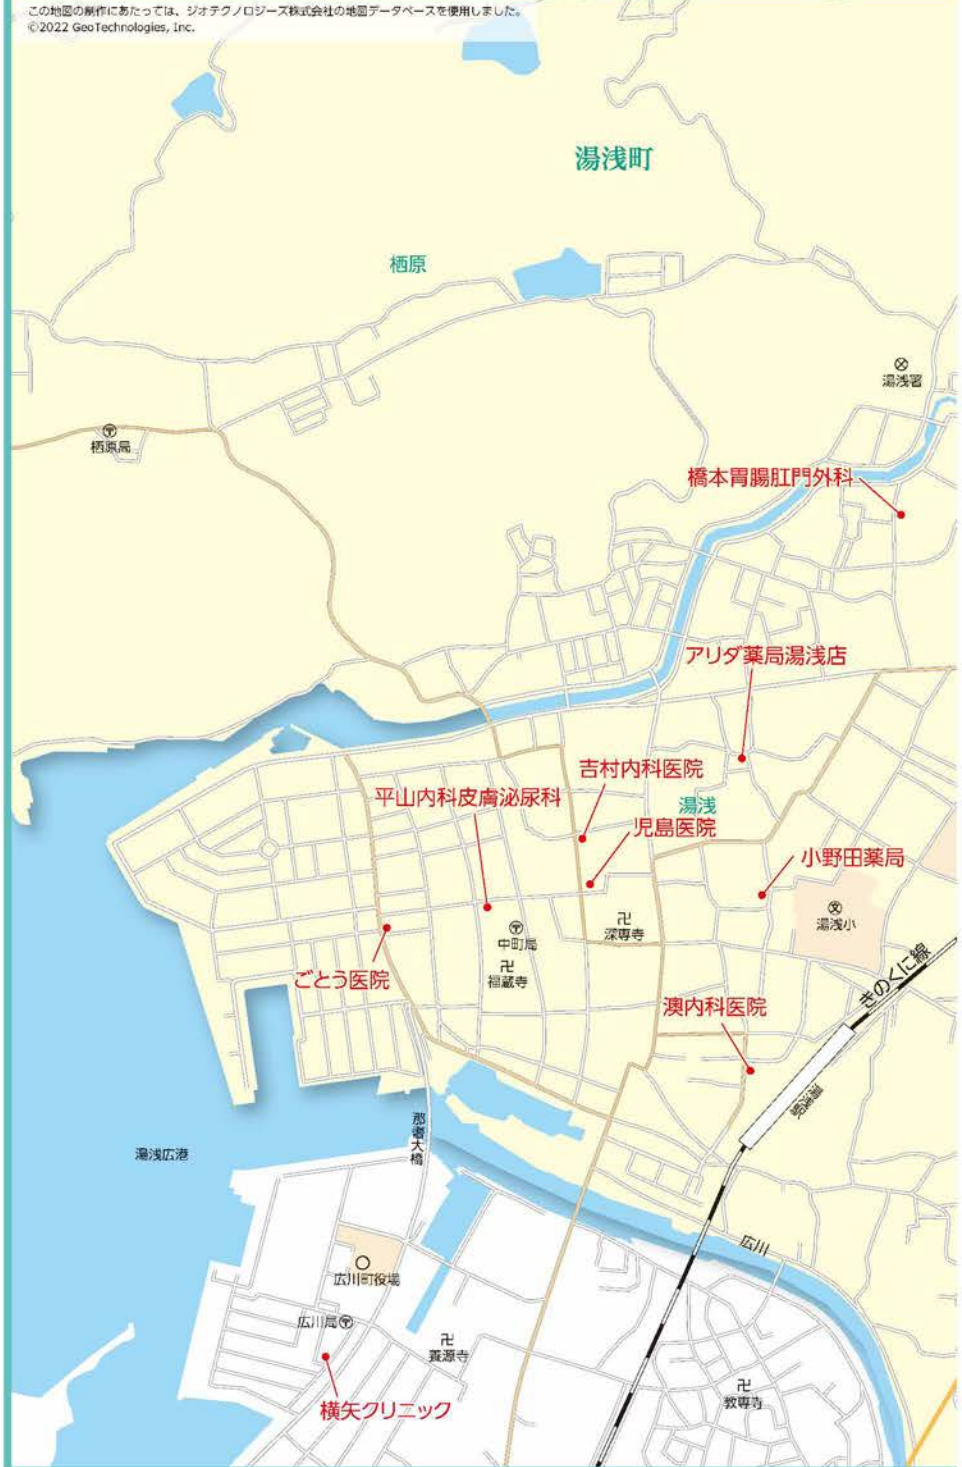 この地図の制作にあたっては、ジオテクノロジーズ株式会社の地図データベースを使用しました。
©2022 GeoTechnologies, Inc.
湯浅町
栖原
湯浅署
栖原局
橋本胃腸肛門外科
アリダ薬局湯浅店
吉村内科医院
平山内科皮膚泌尿科
湯浅
児島医院
小野田薬局
湯浅小
深専寺
中町局
福蔵寺
きのくに線
ごとう医院
澳内科医院
湯浅駅
那耆大橋
湯浅広港
広川
広川町役場
広川局
養源寺
教専寺
横矢クリニック